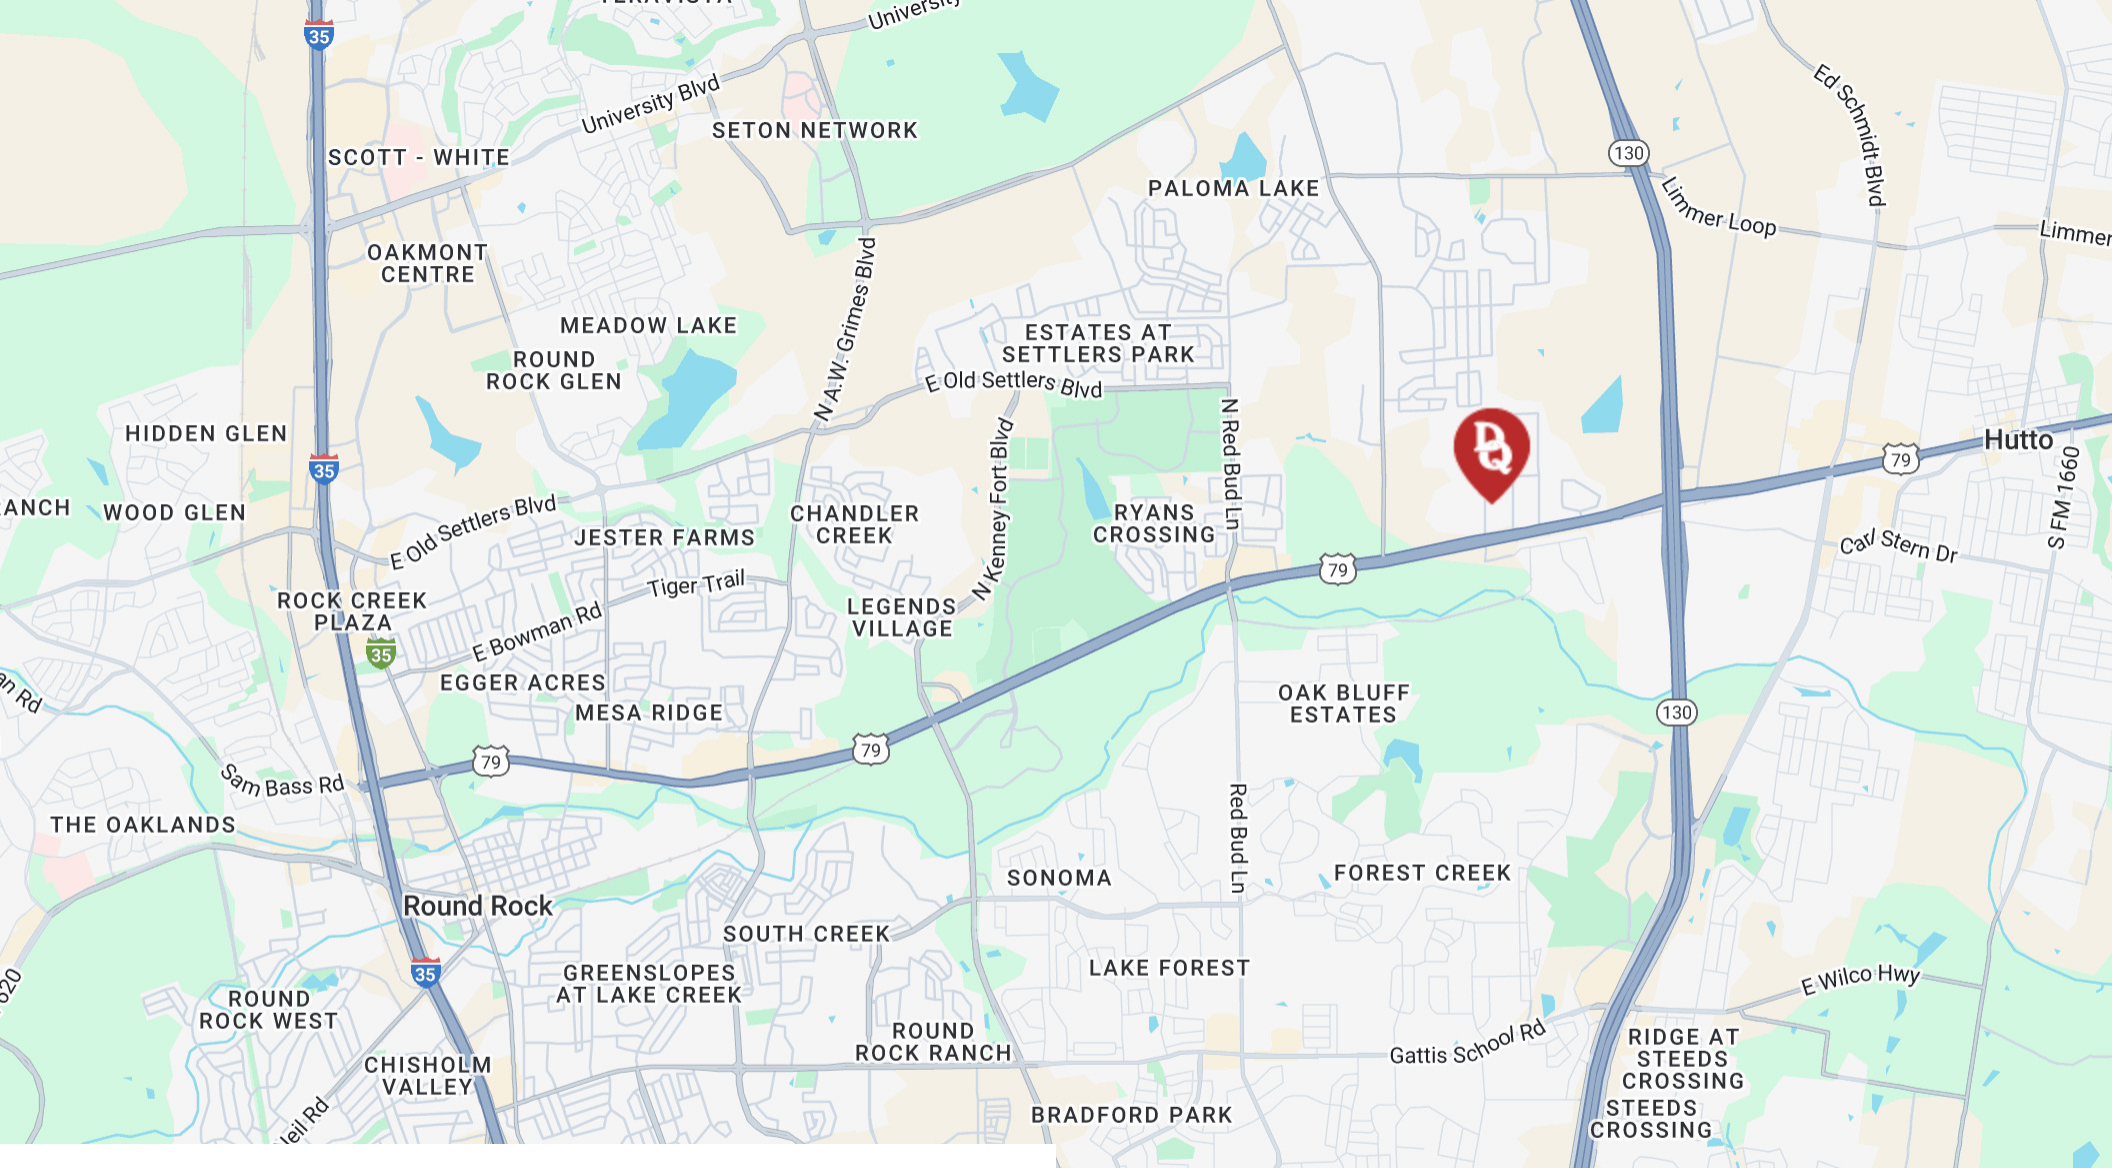 University
35
Ed Schmidt Blvd
University Blvd
SETON NETWORK
130
SCOTT - WHITE
PALOMA LAKE
Limmer Loop
Limmer
OAKMONT
CENTRE
N A.W. Grimes Blvd
MEADOW LAKE
ESTATES AT
SETTLERS PARK
ROUND
ROCK GLEN
E Old Settlers Blvd
N Red Bud Ln
HIDDEN GLEN
DQ
Hutto
79
35
N Kenney Fort Blvd
S FM 1660
ANCH
WOOD GLEN
E Old Settlers Blvd
CHANDLER
CREEK
RYANS
CROSSING
JESTER FARMS
Carl Stern Dr
79
Tiger Trail
ROCK CREEK
PLAZA
LEGENDS
VILLAGE
E Bowman Rd
35
EGGER ACRES
an Rd
OAK BLUFF
ESTATES
MESA RIDGE
130
79
79
Sam Bass Rd
THE OAKLANDS
Red Bud Ln
SONOMA
FOREST CREEK
Round Rock
SOUTH CREEK
35
LAKE FOREST
GREENSLOPES
AT LAKE CREEK
E Wilco Hwy
620
ROUND
ROCK WEST
ROUND
ROCK RANCH
Gattis School Rd
RIDGE AT
STEEDS
CROSSING
CHISHOLM
VALLEY
STEEDS
CROSSING
BRADFORD PARK
Neil Rd